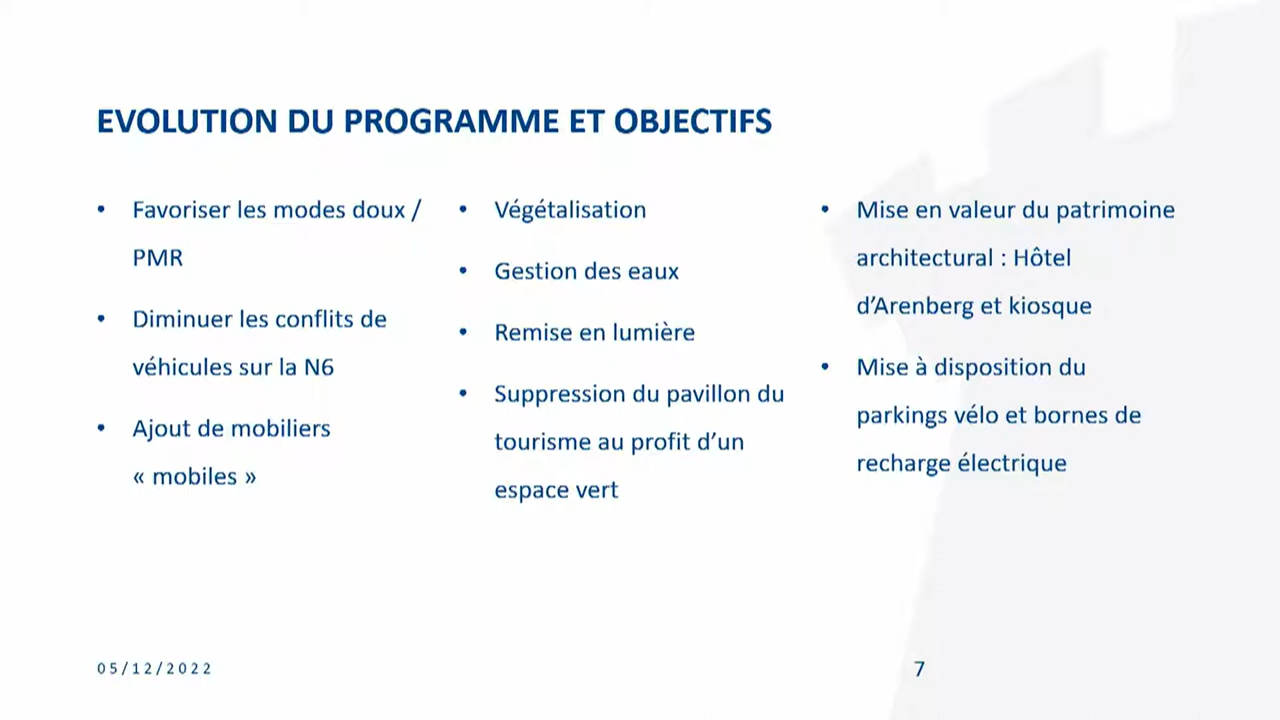 EVOLUTION DU PROGRAMME ET OBJECTIFS
• Favoriser les modes doux /
PMR
• Diminuer les conflits de
véhicules sur la N6
• Ajout de mobiliers
« mobiles »
• Végétalisation
• Gestion des eaux
• Remise en lumière
• Suppression du pavillon du
tourisme au profit d’un
espace vert
• Mise en valeur du patrimoine
architectural : Hôtel
d’Arenberg et kiosque
• Mise à disposition du
parkings vélo et bornes de
recharge électrique
05/12/2022
7